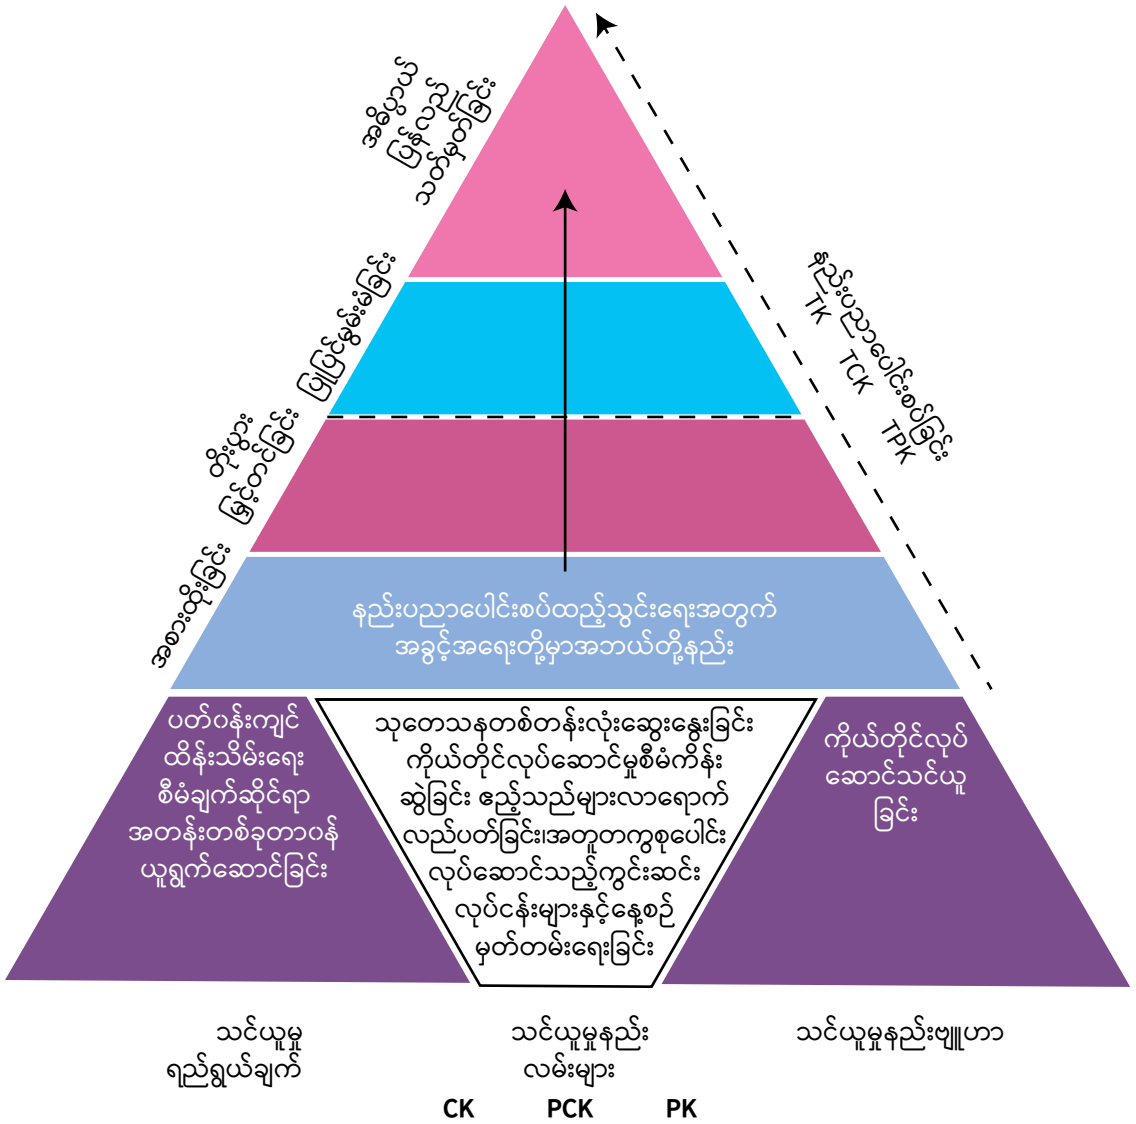 အဓိပ္ပာယ်
ပြန်လည်
သတ်မှတ်ခြင်း
ပြုပြင်မွမ်းမံခြင်း
တိုးပွား
မြှင့်တင်ခြင်း
အစားထိုးခြင်း
နည်းပညာပေါင်းစပ်ခြင်း
TK TCK TPK
နည်းပညာပေါင်းစပ်ထည့်သွင်းရေးအတွက်
အခွင့်အရေးတို့မှာအဘယ်တို့နည်း
ပတ်ဝန်းကျင်
ထိန်းသိမ်းရေး
စီမံချက်ဆိုင်ရာ
အတန်းတစ်ခုတာဝန်
ယူရွက်ဆောင်ခြင်း
သုတေသနတစ်တန်းလုံးဆွေးနွေးခြင်း
ကိုယ်တိုင်လုပ်ဆောင်မှုစီမံကိန်း
ဆွဲခြင်း ဧည့်သည်များလာရောက်
လည်ပတ်ခြင်း၊အတူတကွစုပေါင်း
လုပ်ဆောင်သည့်ကွင်းဆင်း
လုပ်ငန်းများနှင့်နေ့စဉ်
မှတ်တမ်းရေးခြင်း
ကိုယ်တိုင်လုပ်
ဆောင်သင်ယူ
ခြင်း
သင်ယူမှု
ရည်ရွယ်ချက်
သင်ယူမှုနည်း
လမ်းများ
သင်ယူမှုနည်းဗျူဟာ
CK PCK PK